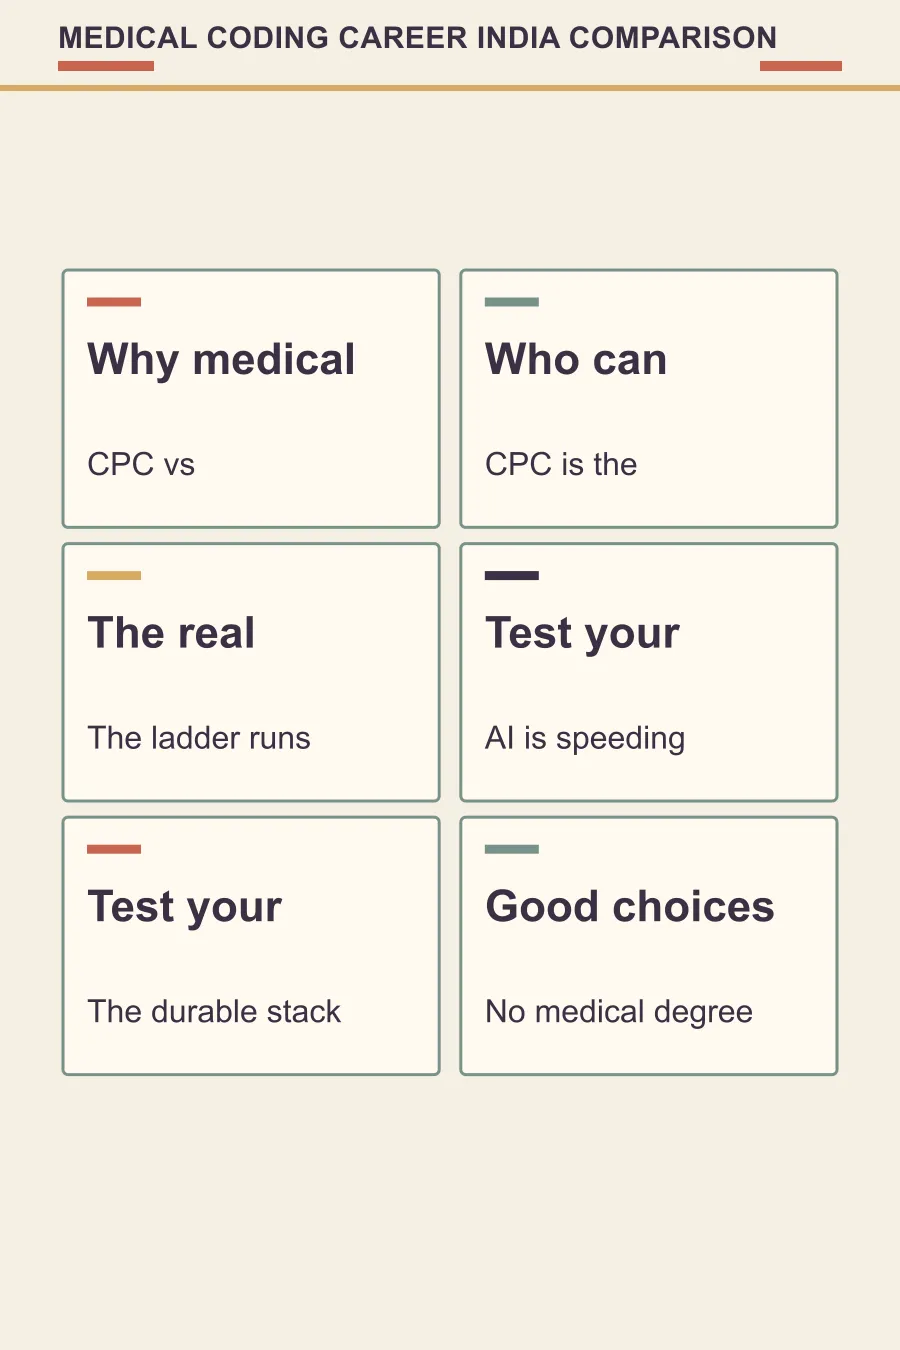 MEDICAL CODING CAREER INDIA COMPARISON
Why medical
CPC vs
Who can
CPC is the
The real
The ladder runs
Test your
AI is speeding
Test your
The durable stack
Good choices
No medical degree